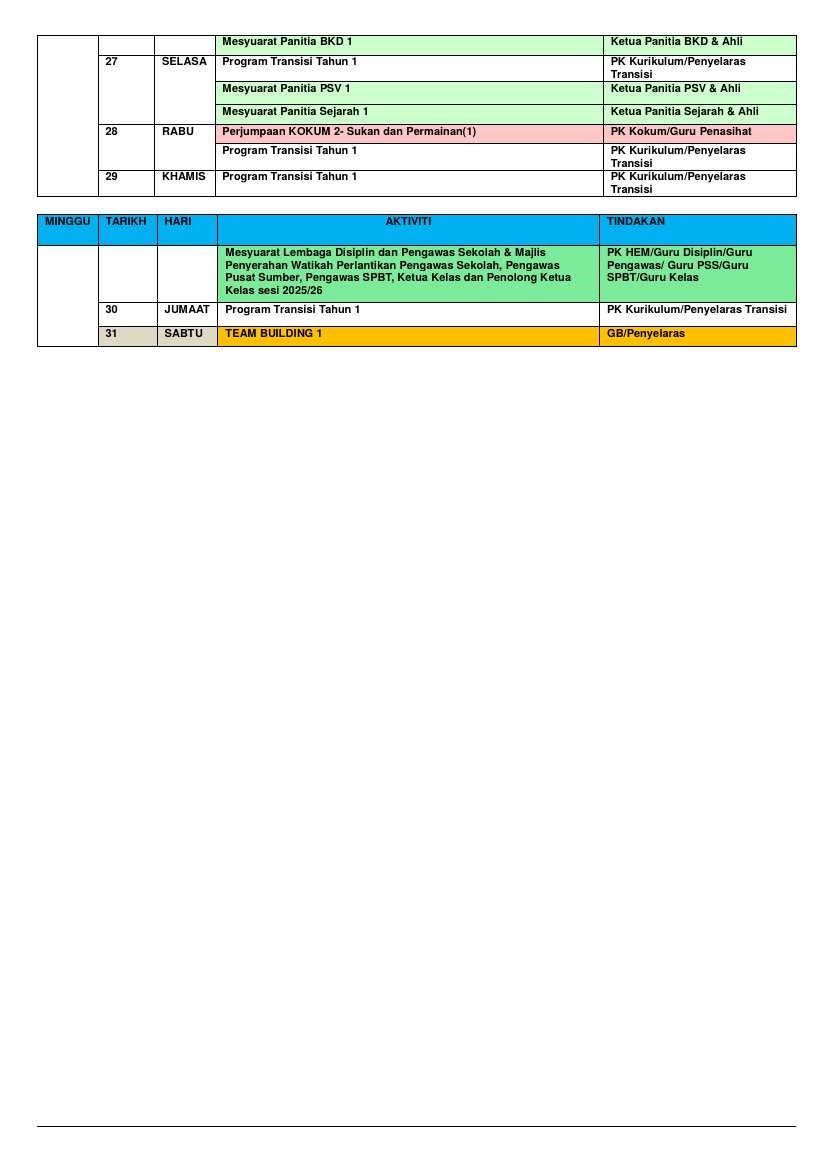 Mesyuarat Panitia BKD 1 Ketua Panitia BKD & Ahli
27 SELASA Program Transisi Tahun 1 PK Kurikulum/Penyelaras
Transisi
Mesyuarat Panitia PSV 1 Ketua Panitia PSV & Ahli
Mesyuarat Panitia Sejarah 1 Ketua Panitia Sejarah & Ahli
28 RABU Perjumpaan KOKUM 2- Sukan dan Permainan(1) PK Kokum/Guru Penasihat
Program Transisi Tahun 1 PK Kurikulum/Penyelaras
Transisi
29 KHAMIS Program Transisi Tahun 1 PK Kurikulum/Penyelaras
Transisi
MINGGU TARIKH HARI AKTIVITI TINDAKAN
Mesyuarat Lembaga Disiplin dan Pengawas Sekolah & Majlis PK HEM/Guru Disiplin/Guru
Penyerahan Watikah Perlantikan Pengawas Sekolah, Pengawas Pengawas/ Guru PSS/Guru
Pusat Sumber, Pengawas SPBT, Ketua Kelas dan Penolong Ketua SPBT/Guru Kelas
Kelas sesi 2025/26
30 JUMAAT Program Transisi Tahun 1 PK Kurikulum/Penyelaras Transisi
31 SABTU TEAM BUILDING 1 GB/Penyelaras